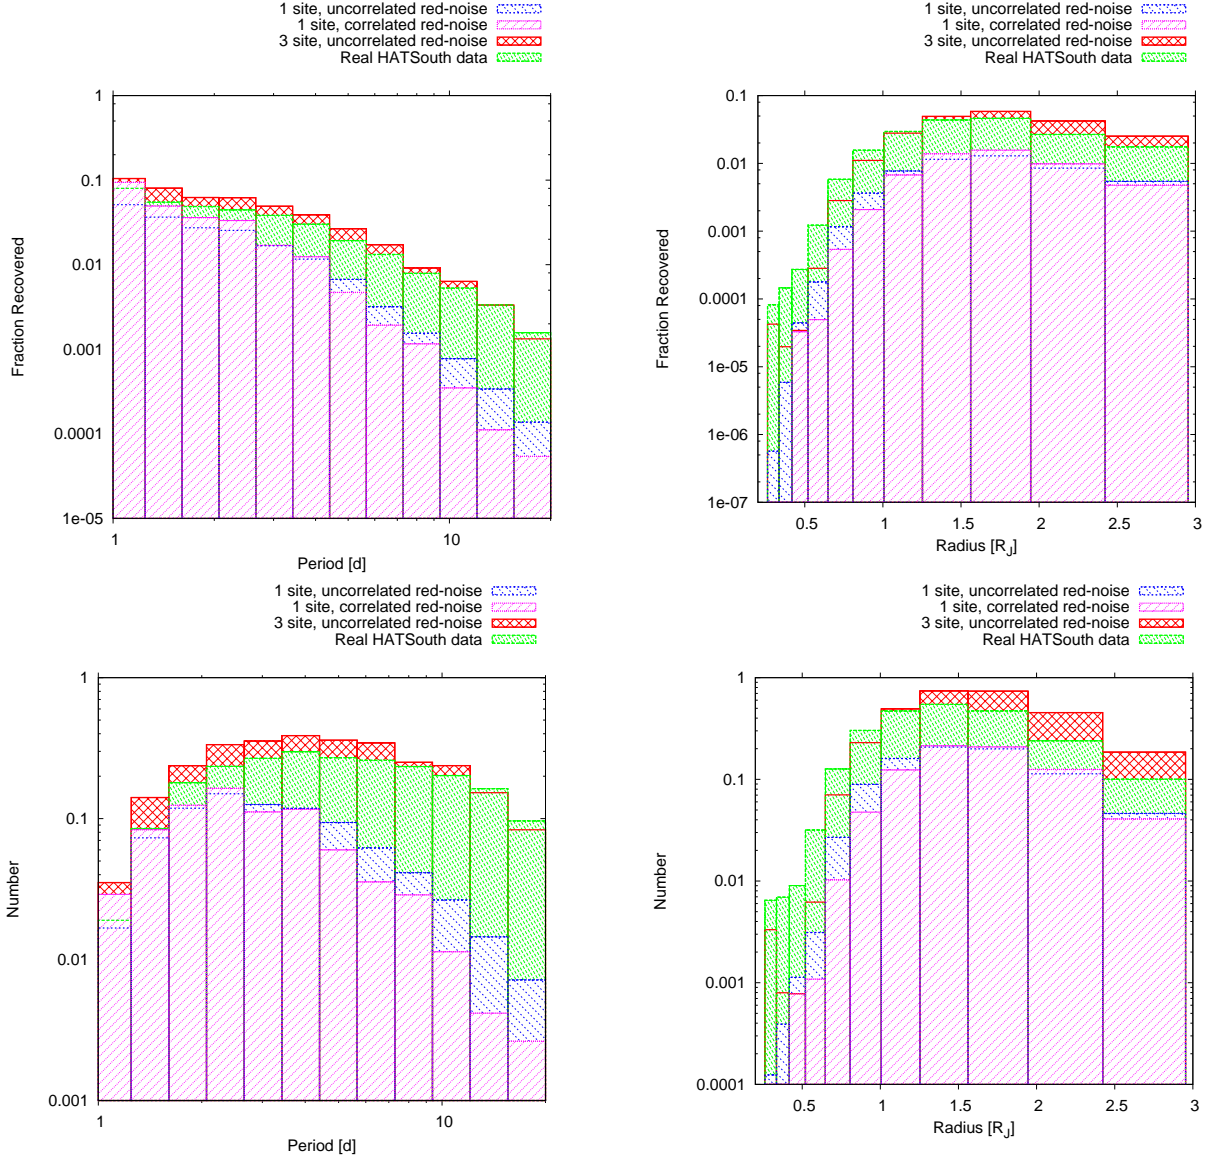 1 site, uncorrelated red-noise
1 site, correlated red-noise
3 site, uncorrelated red-noise
Real HATSouth data
1
0.1
0.01
0.001
0.0001
1e-05
Fraction Recovered
1 10
Period [d]
1 site, uncorrelated red-noise
1 site, correlated red-noise
3 site, uncorrelated red-noise
Real HATSouth data
0.1
0.01
0.001
0.0001
1e-05
1e-06
1e-07
Fraction Recovered
0.5 1 1.5 2 2.5 3
Radius [R_J]
1 site, uncorrelated red-noise
1 site, correlated red-noise
3 site, uncorrelated red-noise
Real HATSouth data
1
0.1
0.01
0.001
Number
1 10
Period [d]
1 site, uncorrelated red-noise
1 site, correlated red-noise
3 site, uncorrelated red-noise
Real HATSouth data
1
0.1
0.01
0.001
0.0001
Number
0.5 1 1.5 2 2.5 3
Radius [R_J]